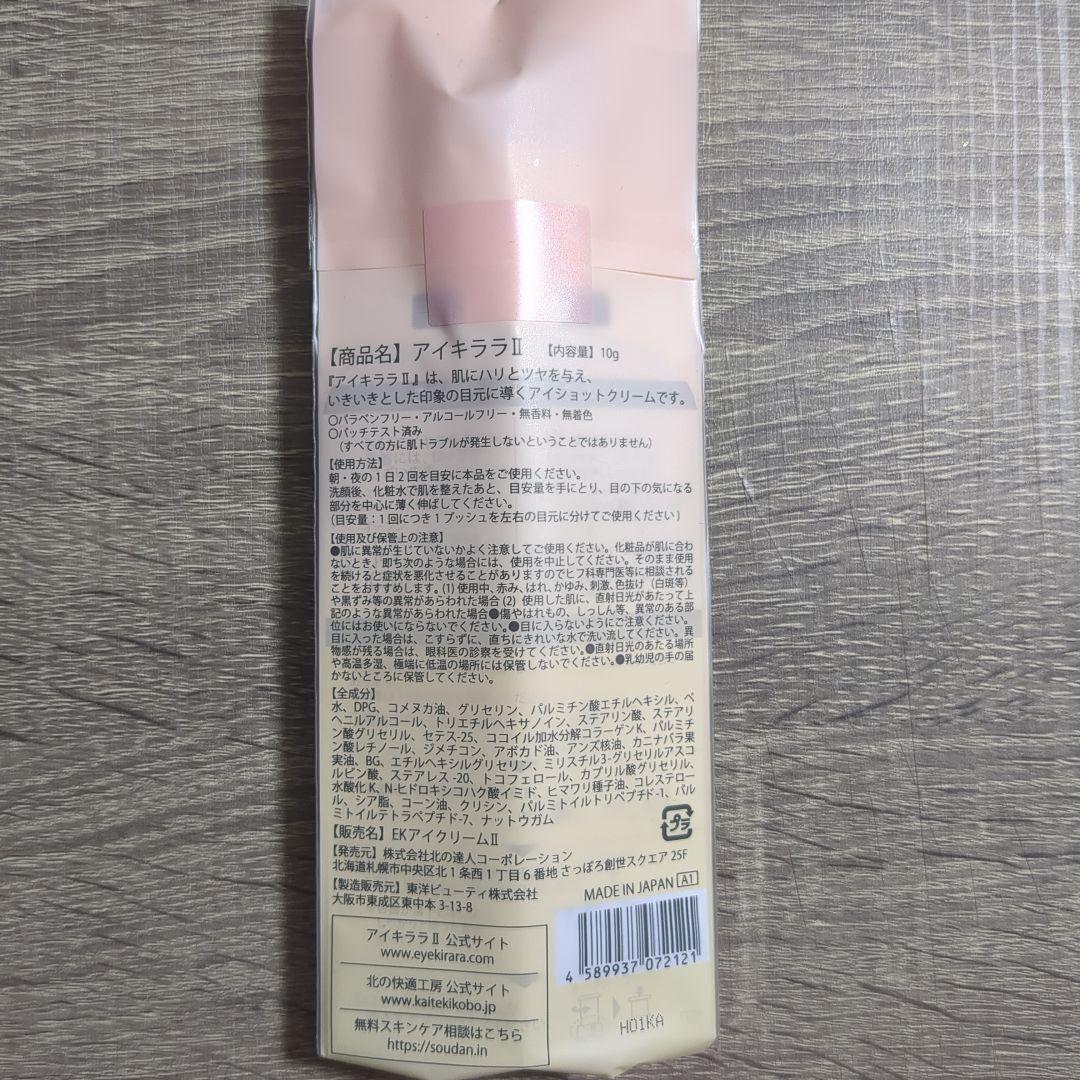 【商品名】アイキララⅡ 【内容量】10g
『アイキララⅡ』は、肌にハリとツヤを与え、
いきいきとした印象の目元に導くアイショットクリームです。
○パラベンフリー・アルコールフリー・無香料・無着色
○パッチテスト済み
(すべての方に肌トラブルが発生しないということではありません)
【使用方法】
朝・夜の1日2回を目安に本品をご使用ください。
洗顔後、化粧水で肌を整えたあと、目安量を手にとり、目の下の気になる
部分を中心に薄く伸ばしてください。
(目安量:1回につき1プッシュを左右の目元に分けてご使用ください)
【使用及び保管上の注意】
●肌に異常が生じていないかよく注意してご使用ください。化粧品が肌に合わ
ないとき、即ち次のような場合には、使用を中止してください。そのまま使用
を続けると症状を悪化させることがありますのでヒフ科専門医等に相談される
ことをおすすめします。(1)使用中、赤み、はれ、かゆみ、刺激、色抜け(白斑等)
や黒ずみ等の異常があらわれた場合(2) 使用した肌に、直射日光があたって上
記のような異常があらわれた場合●傷やはれもの、しっしん等、異常のある部
位にはお使いにならないでください。●目に入らないようにご注意ください。
目に入った場合は、こすらずに、直ちにきれいな水で洗い流してください。異
物感が残る場合は、眼科医の診察を受けてください。●直射日光のあたる場所
や高温多湿、極端に低温の場所には保管しないでください。●乳幼児の手の届
かないところに保管してください。
【全成分】
水、DPG、コメヌカ油、グリセリン、パルミチン酸エチルヘキシル、ベ
ヘニルアルコール、トリエチルヘキサノイン、ステアリン酸、ステアリ
ン酸グリセリル、セテス-25、ココイル加水分解コラーゲンK、パルミチ
ン酸レチノール、ジメチコン、アボカド油、アンズ核油、カニナバラ果
実油、BG、エチルヘキシルグリセリン、ミリスチル3-グリセリルアスコ
ルビン酸、ステアレス-20、トコフェロール、カプリル酸グリセリル、
水酸化K、N-ヒドロキシコハク酸イミド、ヒマワリ種子油、コレステロー
ル、シア脂、コーン油、クリシン、パルミトイルトリペプチド-1、パル
ミトイルテトラペプチド-7、ナットウガム
プラ
【販売名】EKアイクリームⅡ
【発売元】株式会社北の達人コーポレーション
北海道札幌市中央区北1条西1丁目6番地 さっぽろ創世スクエア 25F
【製造販売元】東洋ビューティ株式会社
大阪市東成区東中本 3-13-8
MADE IN JAPAN A1
アイキララⅡ 公式サイト
www.eyekirara.com
北の快適工房 公式サイト
www.kaitekikobo.jp
無料スキンケア相談はこちら
https://soudan.in
4 589937 072121
H01KA